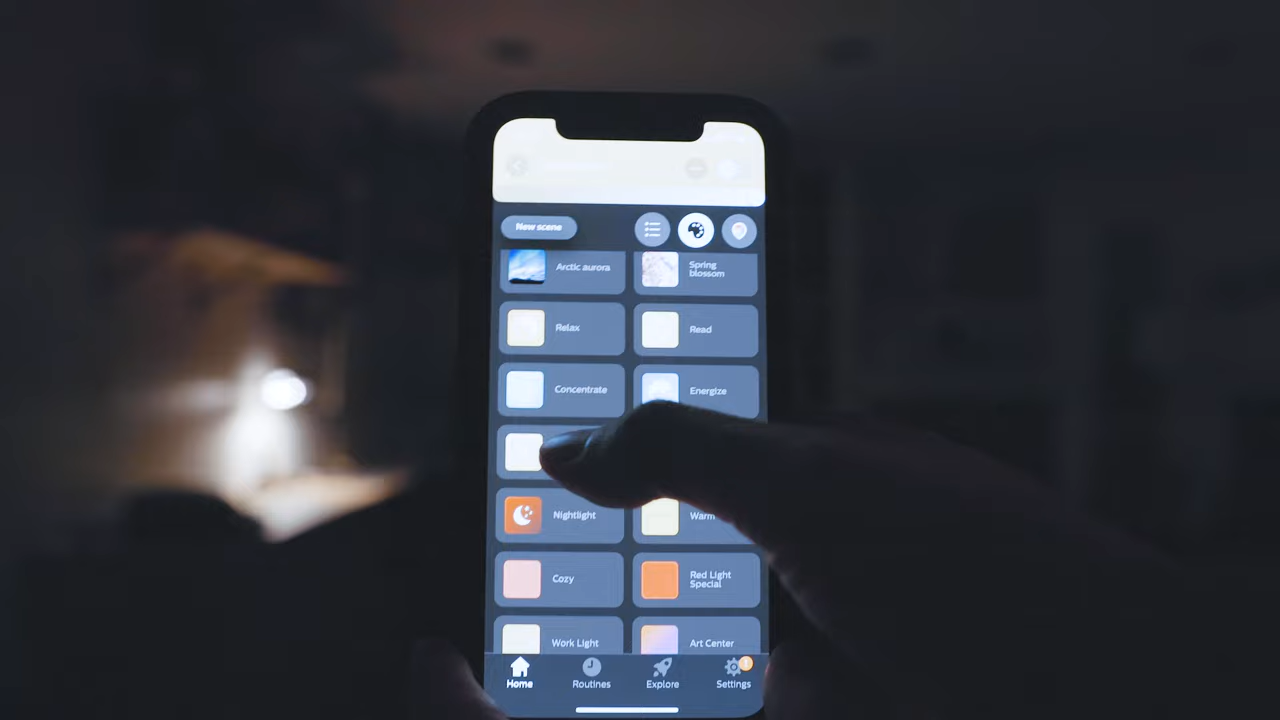 New scene
Arctic aurora
Spring
blossom
Relax
Read
Concentrate
Energize
Nightlight
Warm
Cozy
Red Light
Special
Work Light
Art Center
Home
Routines
Explore
Settings